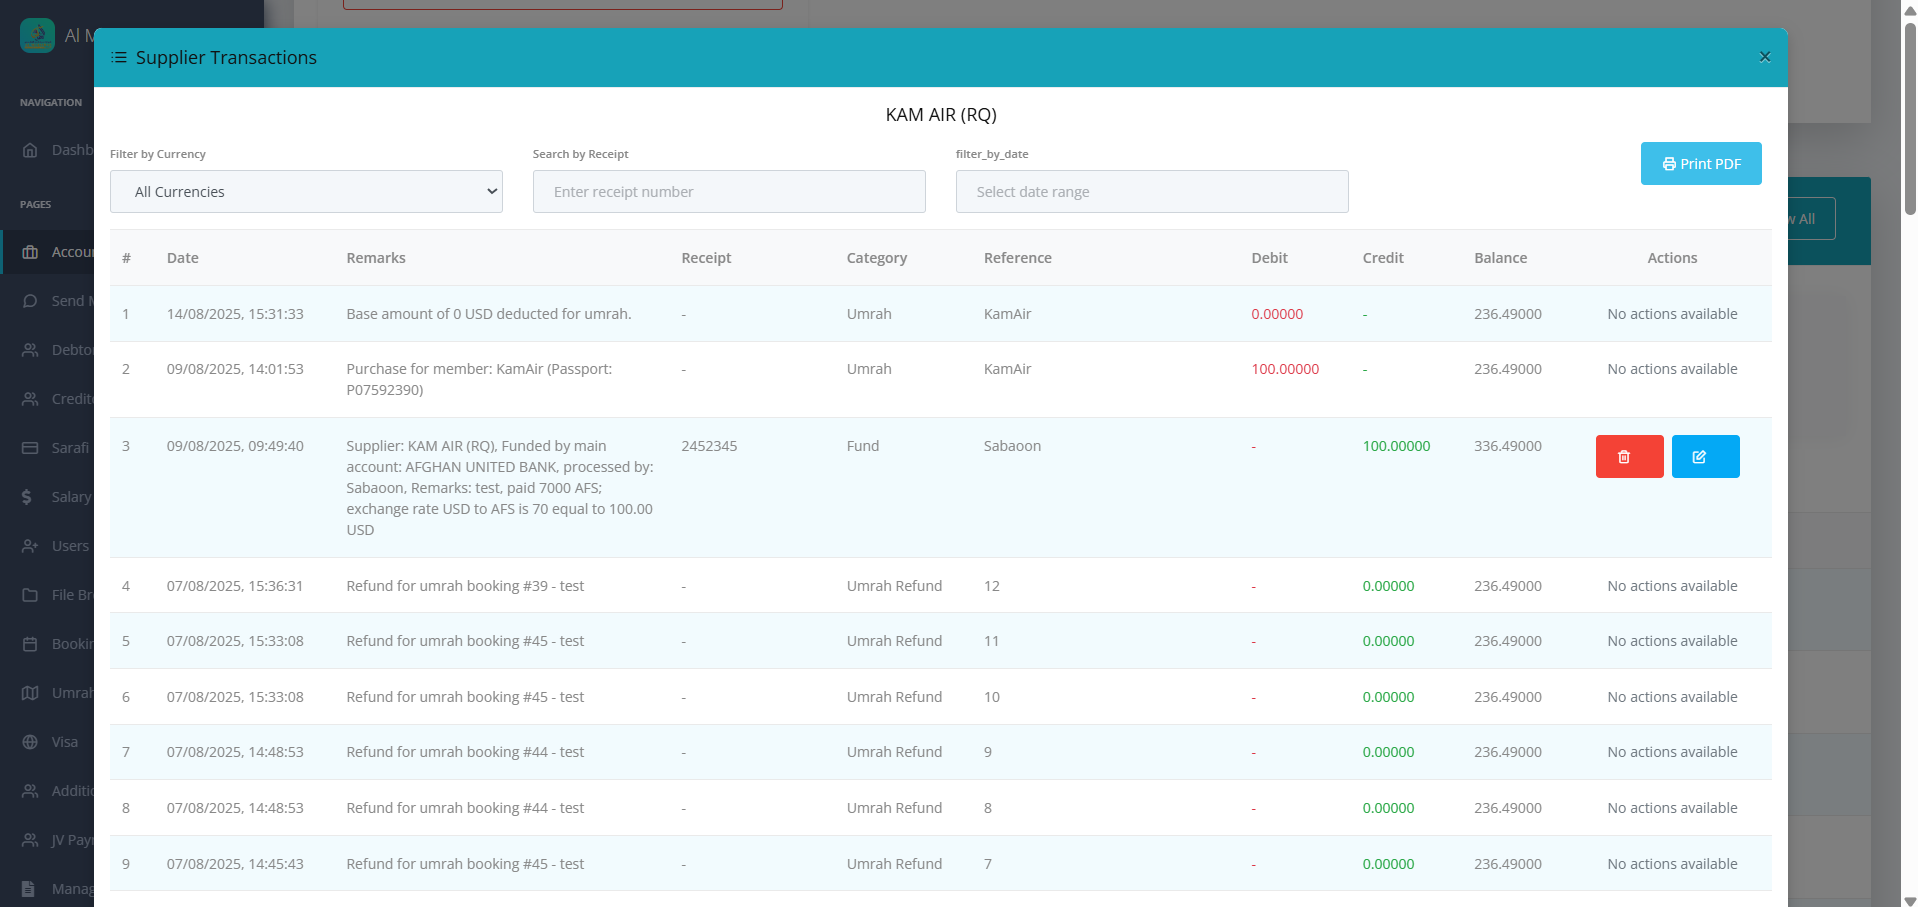 Al M
Supplier Transactions
×
NAVIGATION
Dashb
PAGES
Accou
Send M
Debto
Credit
Sarafi
Salary
Users
File Br
Bookin
Umrah
Visa
Additi
JV Pay
Manag
w All
KAM AIR (RQ)
Filter by Currency
Search by Receipt
filter_by_date
Print PDF
All Currencies
Enter receipt number
Select date range
# Date Remarks Receipt Category Reference Debit Credit Balance Actions
1 14/08/2025, 15:31:33 Base amount of 0 USD deducted for umrah. - Umrah KamAir 0.00000 - 236.49000 No actions available
2 09/08/2025, 14:01:53 Purchase for member: KamAir (Passport: - Umrah KamAir 100.00000 - 236.49000 No actions available
P07592390)
3 09/08/2025, 09:49:40 Supplier: KAM AIR (RQ), Funded by main 2452345 Fund Sabaoon - 100.00000 336.49000
account: AFGHAN UNITED BANK, processed by:
Sabaoon, Remarks: test, paid 7000 AFS;
exchange rate USD to AFS is 70 equal to 100.00
USD
4 07/08/2025, 15:36:31 Refund for umrah booking #39 - test - Umrah Refund 12 - 0.00000 236.49000 No actions available
5 07/08/2025, 15:33:08 Refund for umrah booking #45 - test - Umrah Refund 11 - 0.00000 236.49000 No actions available
6 07/08/2025, 15:33:08 Refund for umrah booking #45 - test - Umrah Refund 10 - 0.00000 236.49000 No actions available
7 07/08/2025, 14:48:53 Refund for umrah booking #44 - test - Umrah Refund 9 - 0.00000 236.49000 No actions available
8 07/08/2025, 14:48:53 Refund for umrah booking #44 - test - Umrah Refund 8 - 0.00000 236.49000 No actions available
9 07/08/2025, 14:45:43 Refund for umrah booking #45 - test - Umrah Refund 7 - 0.00000 236.49000 No actions available